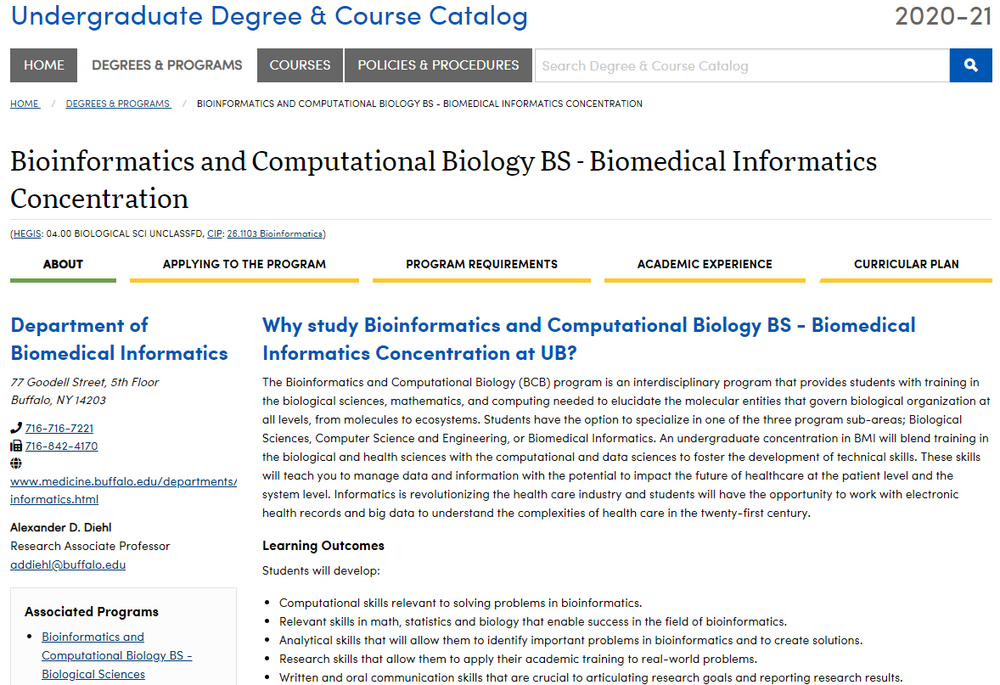 Undergraduate Degree & Course Catalog
2020-21
HOME
DEGREES & PROGRAMS
COURSES
POLICIES & PROCEDURES
Search Degree & Course Catalog
HOME / DEGREES & PROGRAMS / BIOINFORMATICS AND COMPUTATIONAL BIOLOGY BS - BIOMEDICAL INFORMATICS CONCENTRATION
Bioinformatics and Computational Biology BS - Biomedical Informatics
Concentration
(HEGIS: 04.00 BIOLOGICAL SCI UNCLASSFD, CIP: 26.1103 Bioinformatics)
ABOUT
APPLYING TO THE PROGRAM
PROGRAM REQUIREMENTS
ACADEMIC EXPERIENCE
CURRICULAR PLAN
Department of
Biomedical Informatics
77 Goodell Street, 5th Floor
Buffalo, NY 14203
716-716-7221
716-842-4170
www.medicine.buffalo.edu/departments/
informatics.html
Alexander D. Diehl
Research Associate Professor
addiehl@buffalo.edu
Associated Programs
• Bioinformatics and
Computational Biology BS -
Biological Sciences
Why study Bioinformatics and Computational Biology BS - Biomedical
Informatics Concentration at UB?
The Bioinformatics and Computational Biology (BCB) program is an interdisciplinary program that provides students with training in
the biological sciences, mathematics, and computing needed to elucidate the molecular entities that govern biological organization at
all levels, from molecules to ecosystems. Students have the option to specialize in one of the three program sub-areas; Biological
Sciences, Computer Science and Engineering, or Biomedical Informatics. An undergraduate concentration in BMI will blend training in
the biological and health sciences with the computational and data sciences to foster the development of technical skills. These skills
will teach you to manage data and information with the potential to impact the future of healthcare at the patient level and the
system level. Informatics is revolutionizing the health care industry and students will have the opportunity to work with electronic
health records and big data to understand the complexities of health care in the twenty-first century.
Learning Outcomes
Students will develop:
• Computational skills relevant to solving problems in bioinformatics.
• Relevant skills in math, statistics and biology that enable success in the field of bioinformatics.
• Analytical skills that will allow them to identify important problems in bioinformatics and to create solutions.
• Research skills that allow them to apply their academic training to real-world problems.
• Written and oral communication skills that are crucial to articulating research goals and reporting research results.